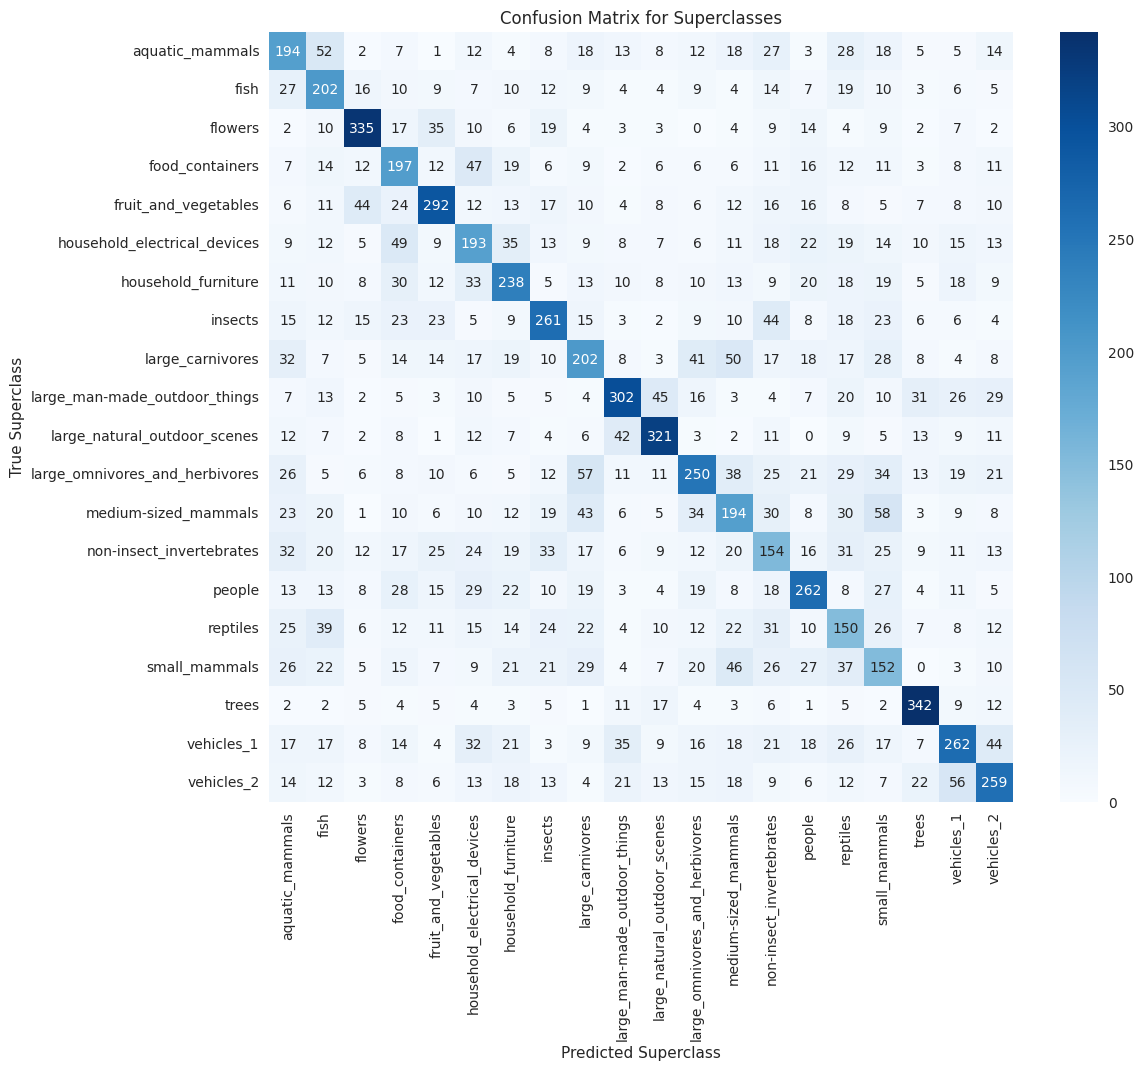 Confusion Matrix for Superclasses
aquatic_mammals 194 52 2 7 1 12 4 8 18 13 8 12 18 27 3 28 18 5 5 14
fish 27 202 16 10 9 7 10 12 9 4 4 9 4 14 7 19 10 3 6 5
flowers 2 10 335 17 35 10 6 19 4 3 3 0 4 9 14 4 9 2 7 2
food_containers 7 14 12 197 12 47 19 6 9 2 6 6 6 11 16 12 11 3 8 11
fruit_and_vegetables 6 11 44 24 292 12 13 17 10 4 8 6 12 16 16 8 5 7 8 10
household_electrical_devices 9 12 5 49 9 193 35 13 9 8 7 6 11 18 22 19 14 10 15 13
household_furniture 11 10 8 30 12 33 238 5 13 10 8 10 13 9 20 18 19 5 18 9
insects 15 12 15 23 23 5 9 261 15 3 2 9 10 44 8 18 23 6 6 4
large_carnivores 32 7 5 14 14 17 19 10 202 8 3 41 50 17 18 17 28 8 4 8
large_man-made_outdoor_things 7 13 2 5 3 10 5 5 4 302 45 16 3 4 7 20 10 31 26 29
large_natural_outdoor_scenes 12 7 2 8 1 12 7 4 6 42 321 3 2 11 0 9 5 13 9 11
large_omnivores_and_herbivores 26 5 6 8 10 6 5 12 57 11 11 250 38 25 21 29 34 13 19 21
medium-sized_mammals 23 20 1 10 6 10 12 19 43 6 5 34 194 30 8 30 58 3 9 8
non-insect_invertebrates 32 20 12 17 25 24 19 33 17 6 9 12 20 154 16 31 25 9 11 13
people 13 13 8 28 15 29 22 10 19 3 4 19 8 18 262 8 27 4 11 5
reptiles 25 39 6 12 11 15 14 24 22 4 10 12 22 31 10 150 26 7 8 12
small_mammals 26 22 5 15 7 9 21 21 29 4 7 20 46 26 27 37 152 0 3 10
trees 2 2 5 4 5 4 3 5 1 11 17 4 3 6 1 5 2 342 9 12
vehicles_1 17 17 8 14 4 32 21 3 9 35 9 16 18 21 18 26 17 7 262 44
vehicles_2 14 12 3 8 6 13 18 13 4 21 13 15 18 9 6 12 7 22 56 259
True Superclass
aquatic_mammals
fish
flowers
food_containers
fruit_and_vegetables
household_electrical_devices
household_furniture
insects
large_carnivores
large_man-made_outdoor_things
large_natural_outdoor_scenes
large_omnivores_and_herbivores
medium-sized_mammals
non-insect_invertebrates
people
reptiles
small_mammals
trees
vehicles_1
vehicles_2
Predicted Superclass
300
250
200
150
100
50
0